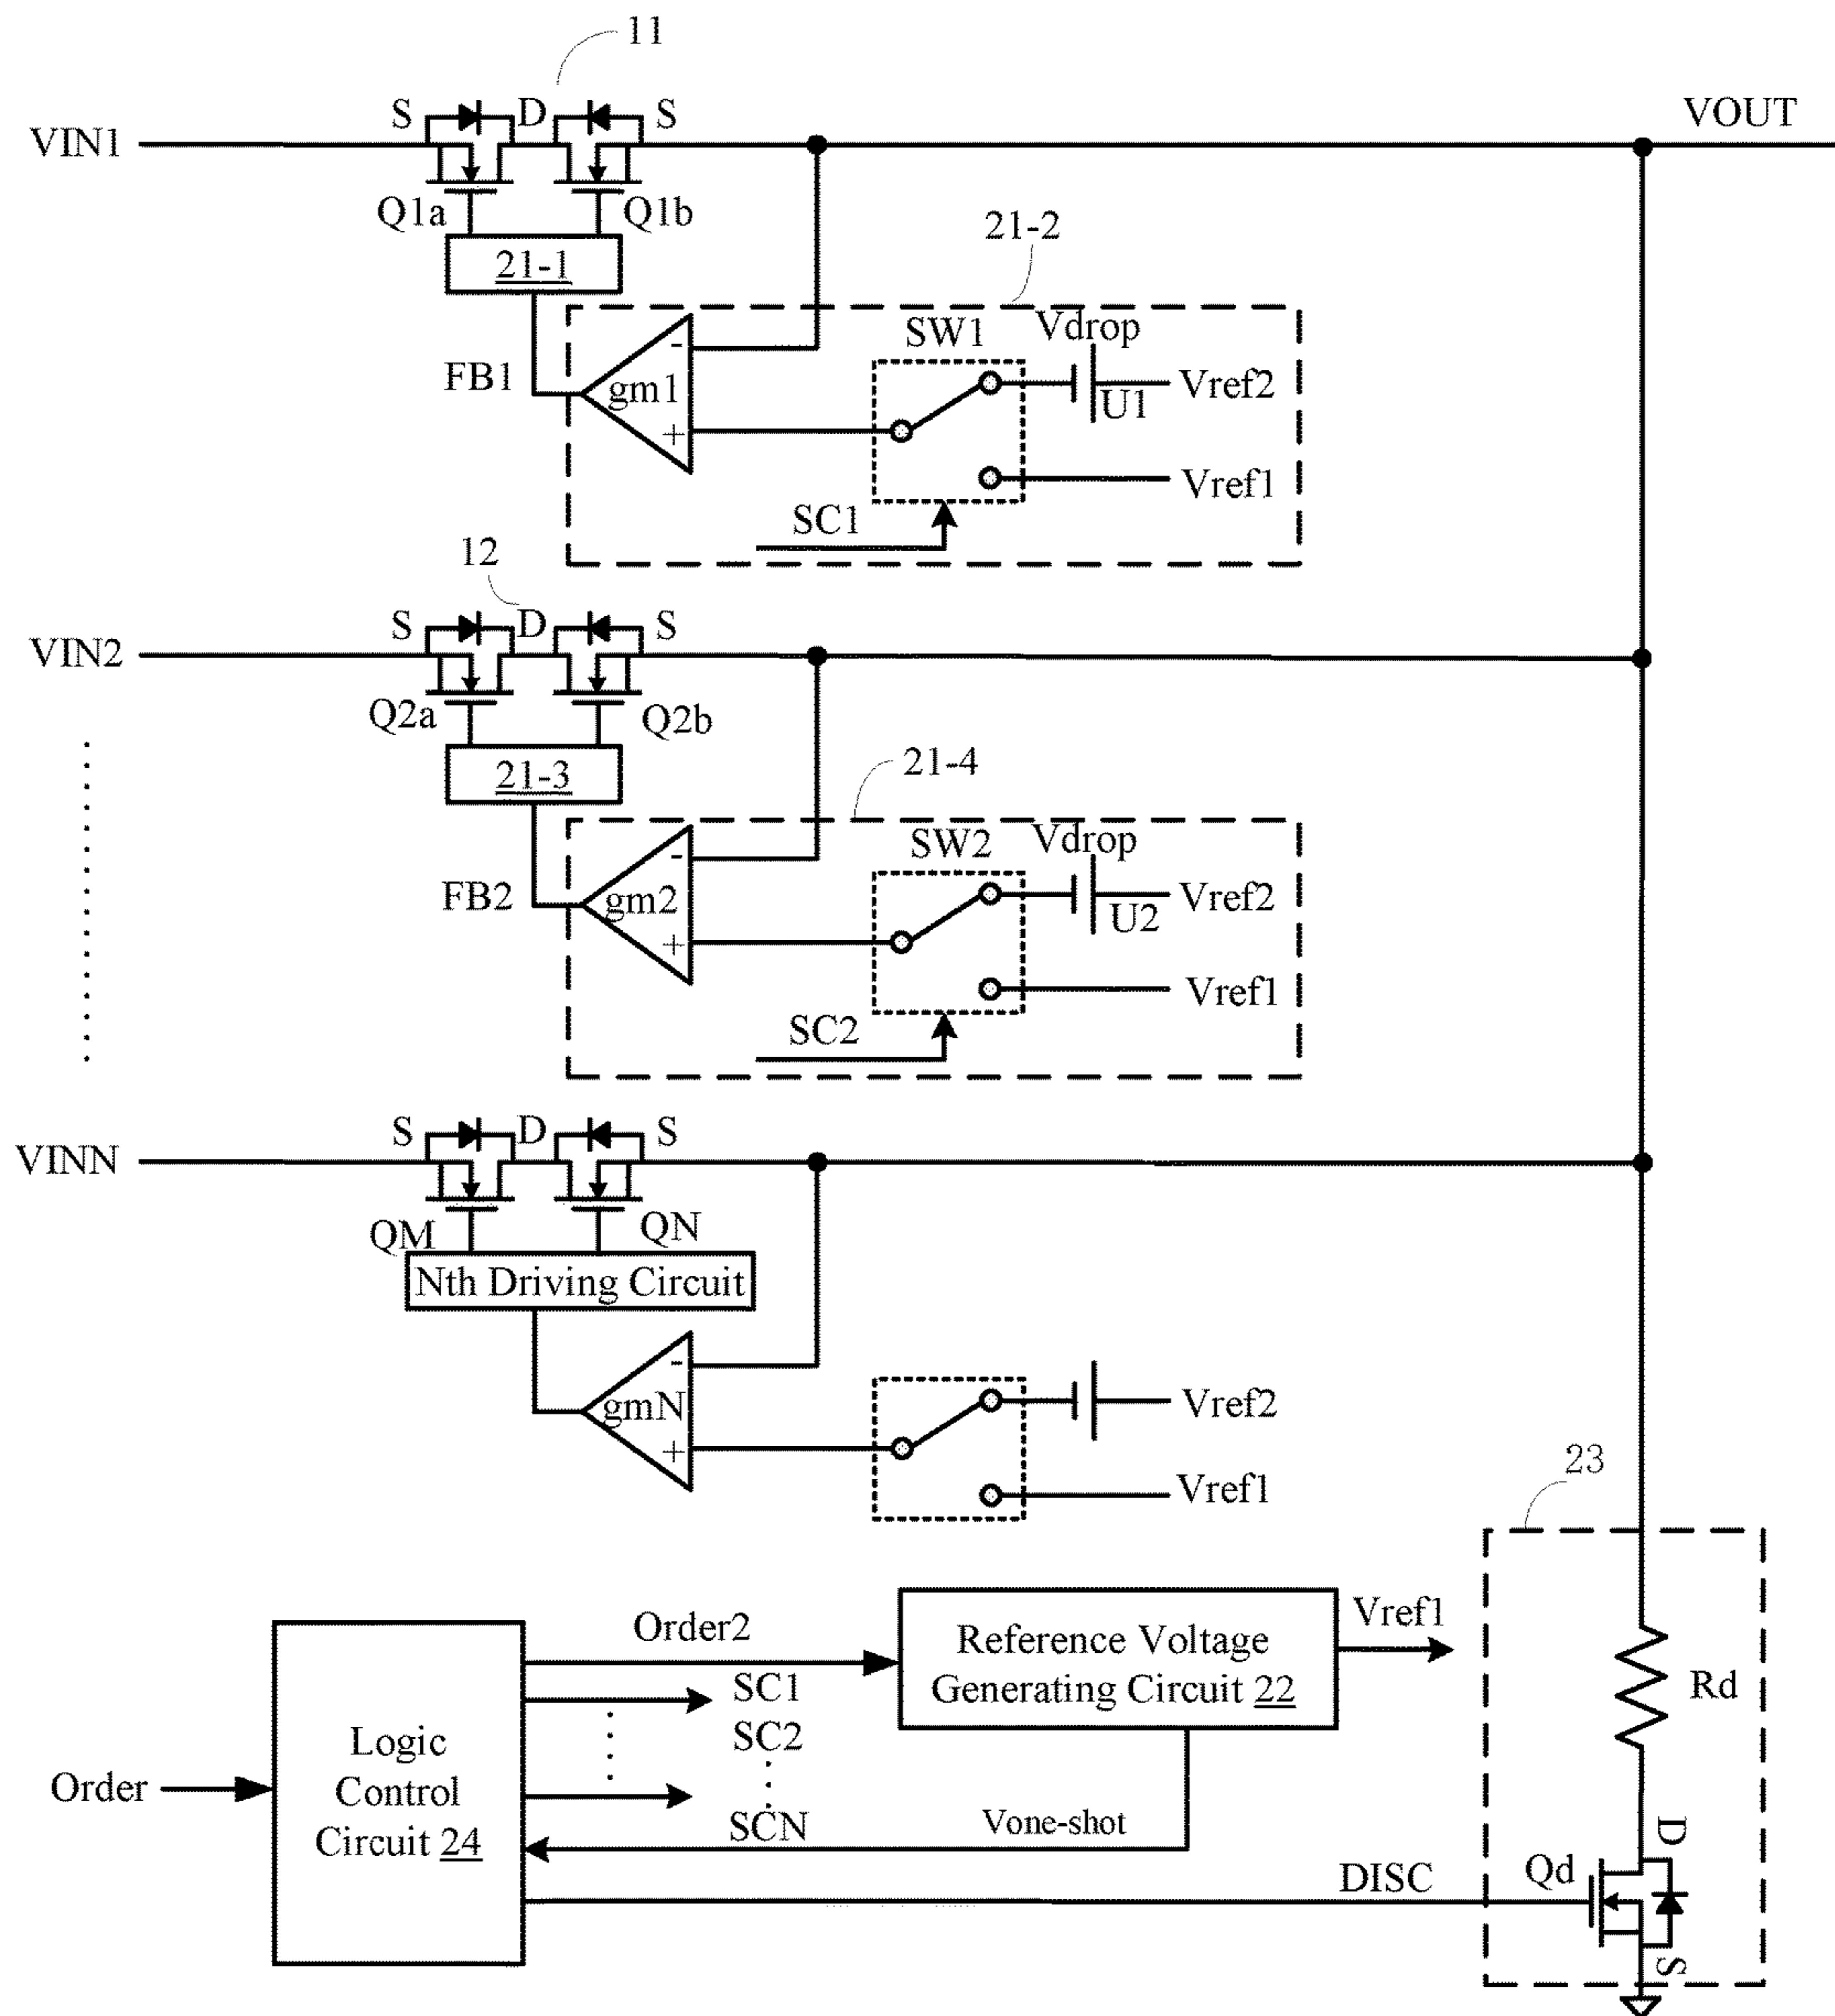 11
S D S VOUT
VIN1
Q1a Q1b
21-2
21-1
SW1 Vdrop
FB1 gm1 - + U1 Vref2
Vref1
SC1
12
S D S
VIN2
Q2a Q2b
21-4
21-3
SW2 Vdrop
FB2 gm2 - + U2 Vref2
Vref1
SC2
S D S
VINN
QM QN
Nth Driving Circuit
gmN - + Vref2
Vref1
23
Order2
Reference Voltage
Generating Circuit 22
Vref1
SC1
SC2
SCN
Rd
Logic
Control
Circuit 24
Order
Vone-shot
D
Qd
DISC
S